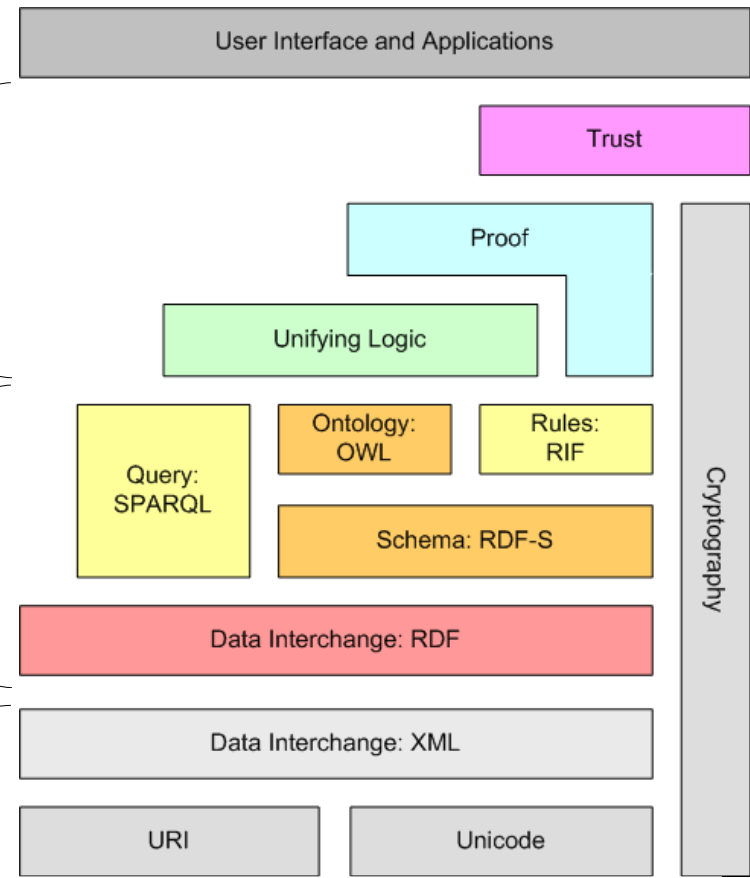 User Interface and Applications
Trust
Proof
Unifying Logic
Ontology:
OWL
Rules:
RIF
Query:
SPARQL
Schema: RDF-S
Cryptography
Data Interchange: RDF
Data Interchange: XML
URI
Unicode